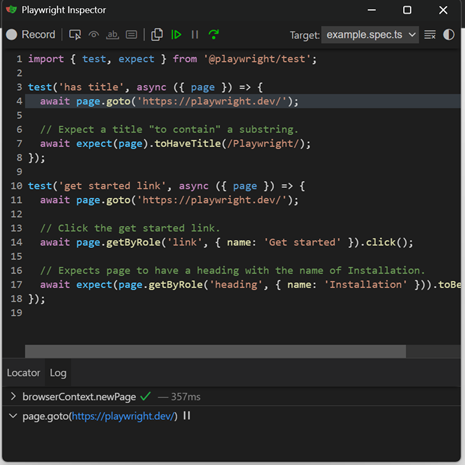 Playwright Inspector
Record
Target: example.spec.ts
1 import { test, expect } from '@playwright/test';
2
3 test('has title', async ({ page }) => {
4 await page.goto('https://playwright.dev/');
5
6 // Expect a title "to contain" a substring.
7 await expect(page).toHaveTitle(/Playwright/);
8 });
9
10 test('get started link', async ({ page }) => {
11 await page.goto('https://playwright.dev/');
12
13 // Click the get started link.
14 await page.getByRole('link', { name: 'Get started' }).click();
15
16 // Expects page to have a heading with the name of Installation.
17 await expect(page.getByRole('heading', { name: 'Installation' })).toBe
18 });
19
Locator Log
browserContext.newPage — 357ms
page.goto(https://playwright.dev/)